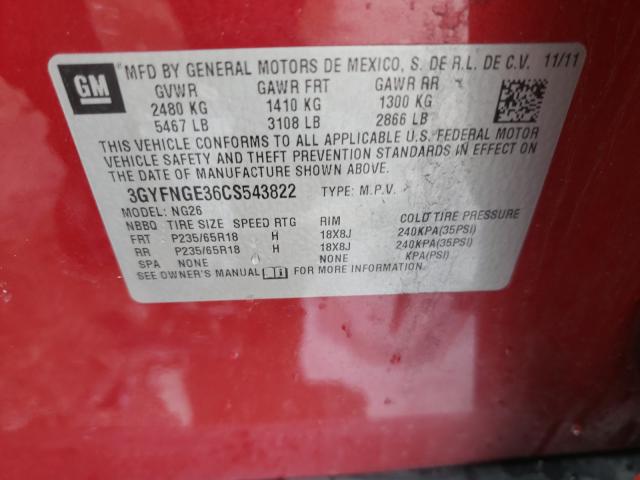 GM
MFD BY GENERAL MOTORS DE MEXICO, S. DE R.L. DE C.V. 11/11
GVWR GAWR FRT GAWR RR
2480 KG 1410 KG 1300 KG
5467 LB 3108 LB 2866 LB
THIS VEHICLE CONFORMS TO ALL APPLICABLE U.S. FEDERAL MOTOR
VEHICLE SAFETY AND THEFT PREVENTION STANDARDS IN EFFECT ON
THE DATE OF MANUFACTURE SHOWN ABOVE.
3GYFNGE36CS543822 TYPE: M.P.V.
MODEL: NG26
NBBQ TIRE SIZE SPEED RTG RIM COLD TIRE PRESSURE
FRT P235/65R18 H 18X8J 240KPA(35PSI)
RR P235/65R18 H 18X8J 240KPA(35PSI)
SPA NONE NONE KPA(PSI)
SEE OWNER'S MANUAL FOR MORE INFORMATION.